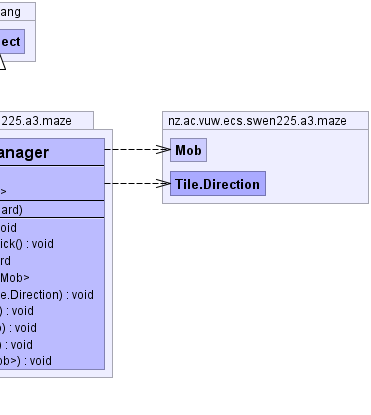 ang
ect
225.a3.maze
anager
>
ard)
oid
ick() : void
rd
Mob>
e.Direction) : void
) : void
o) : void
) : void
ob>) : void
nz.ac.vuw.ecs.swen225.a3.maze
Mob
Tile.Direction